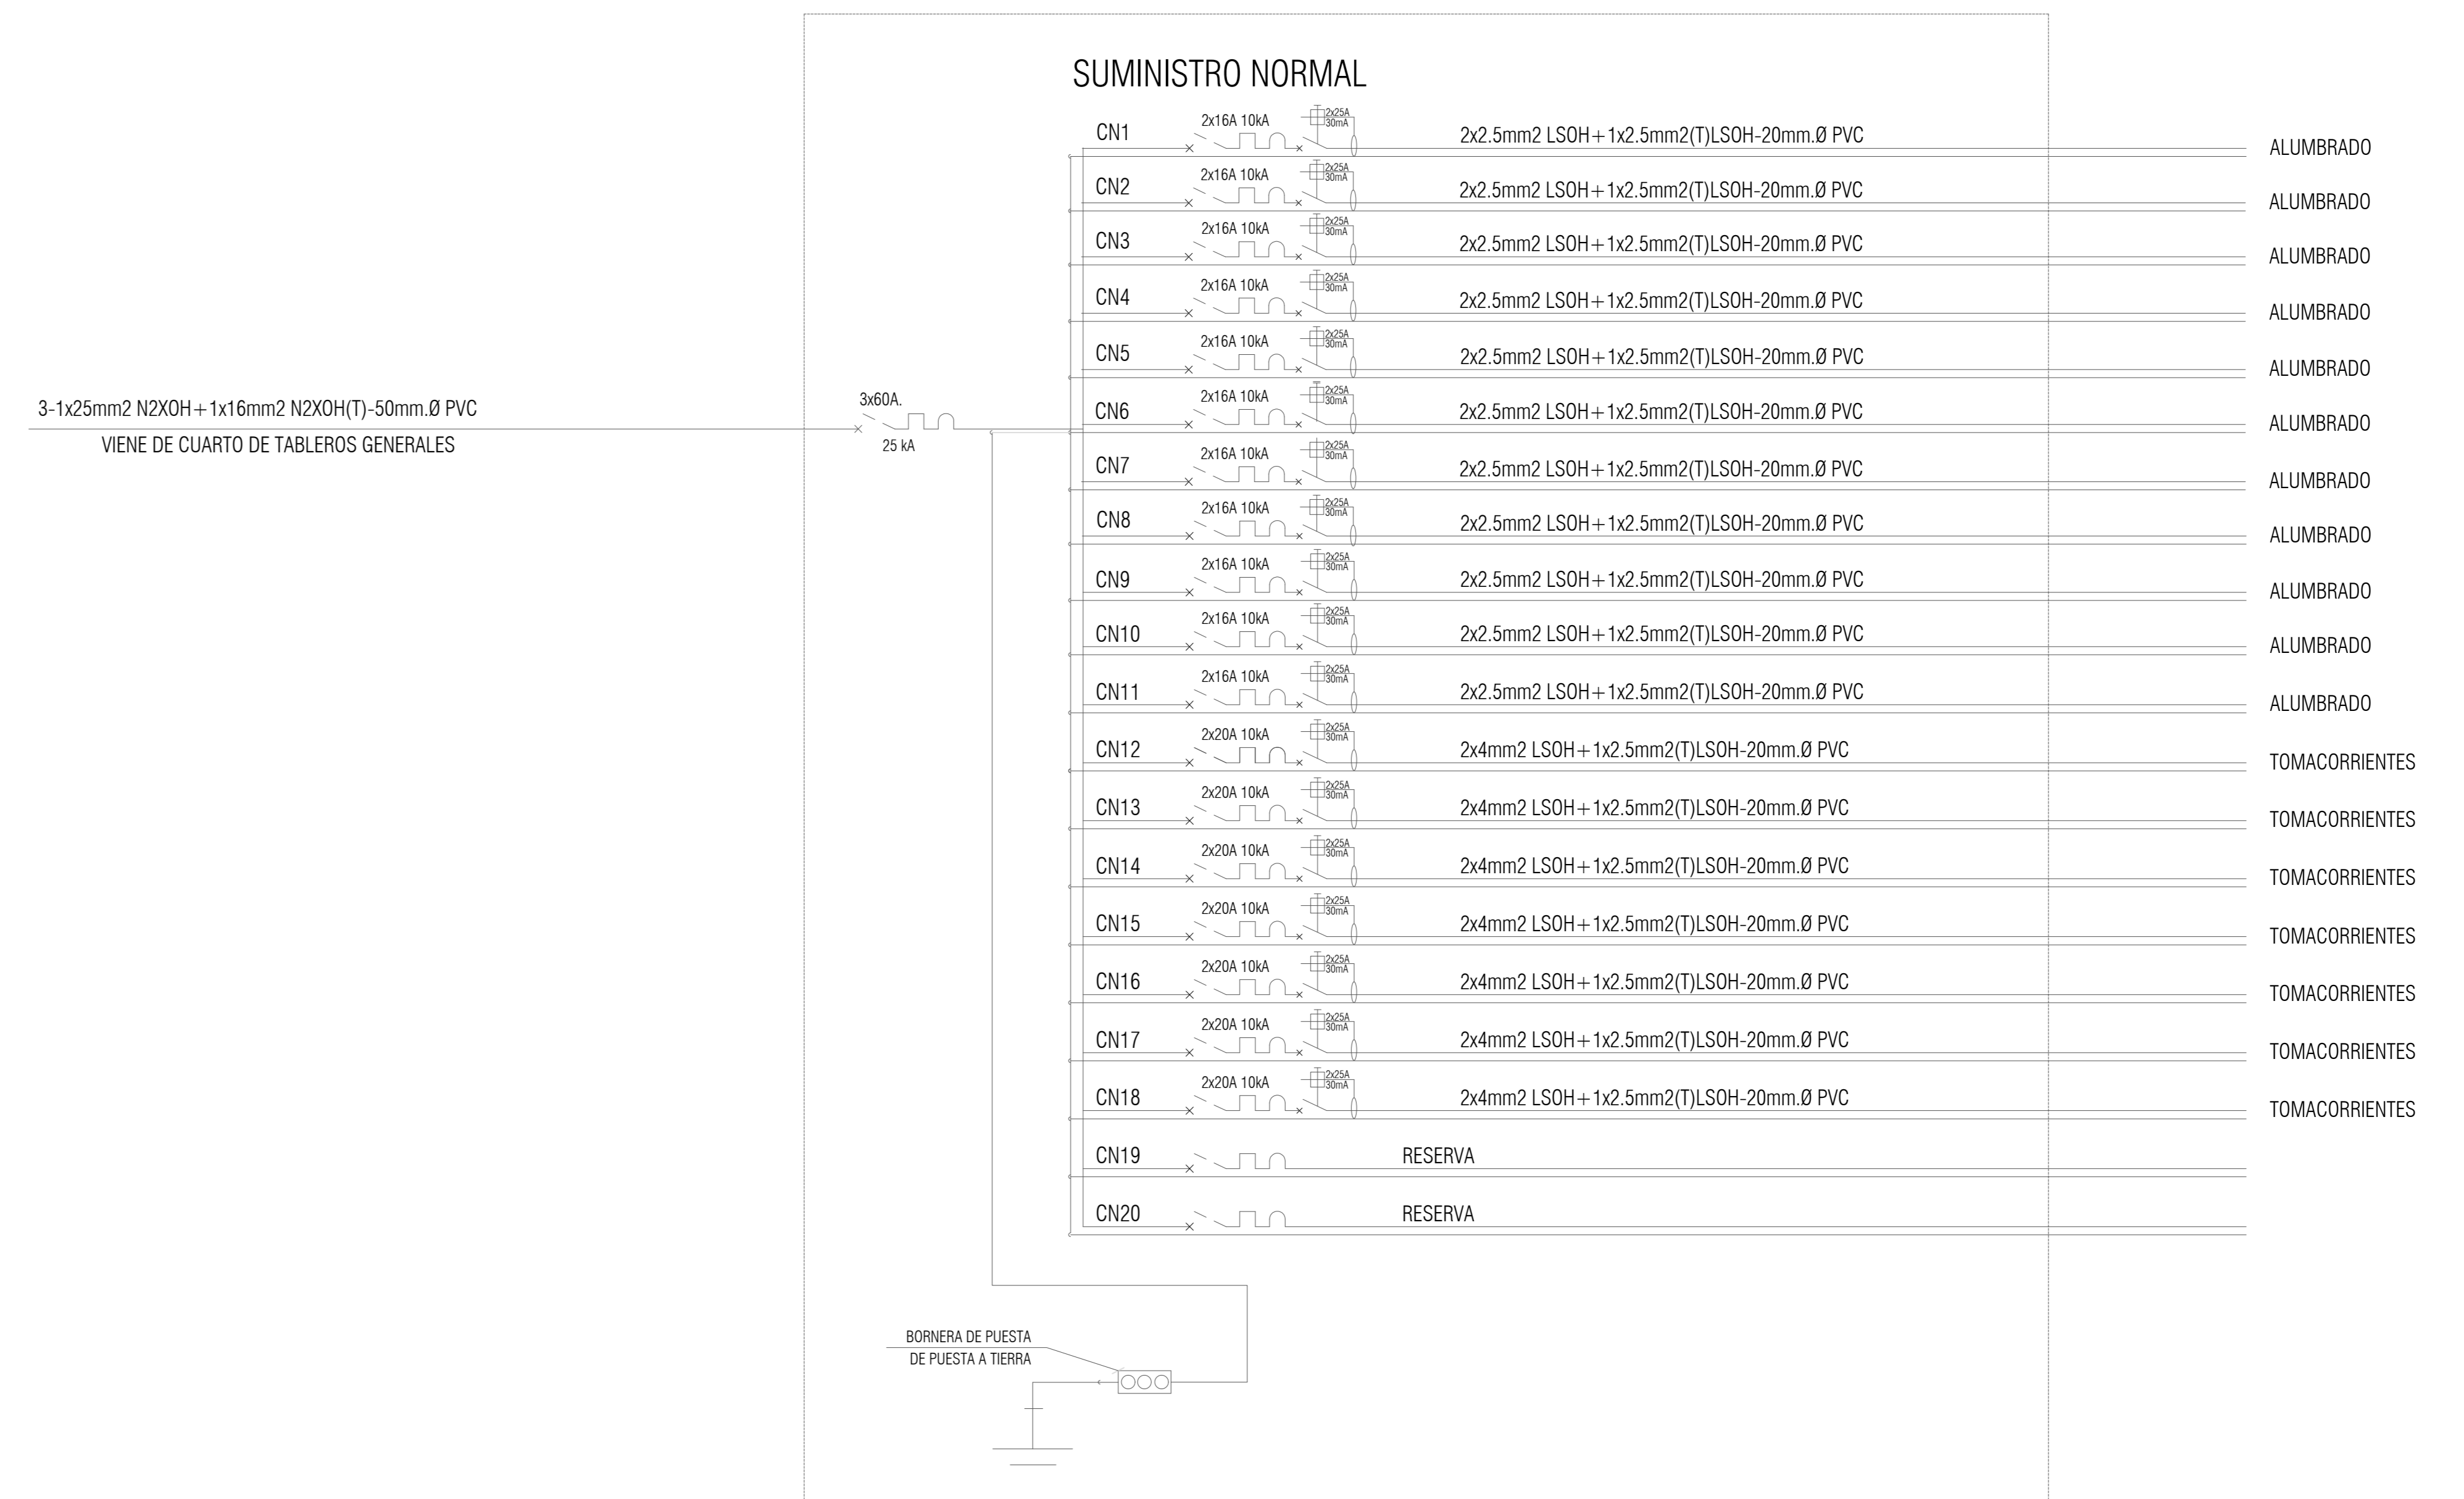 SUMINISTRO NORMAL
CN1 2x16A 10kA 2x25A 30mA 2x2.5mm2 LSOH+1x2.5mm2(T)LSOH-20mm.Ø PVC ALUMBRADO
CN2 2x16A 10kA 2x25A 30mA 2x2.5mm2 LSOH+1x2.5mm2(T)LSOH-20mm.Ø PVC ALUMBRADO
CN3 2x16A 10kA 2x25A 30mA 2x2.5mm2 LSOH+1x2.5mm2(T)LSOH-20mm.Ø PVC ALUMBRADO
CN4 2x16A 10kA 2x25A 30mA 2x2.5mm2 LSOH+1x2.5mm2(T)LSOH-20mm.Ø PVC ALUMBRADO
CN5 2x16A 10kA 2x25A 30mA 2x2.5mm2 LSOH+1x2.5mm2(T)LSOH-20mm.Ø PVC ALUMBRADO
3-1x25mm2 N2XOH+1x16mm2 N2XOH(T)-50mm.Ø PVC
VIENE DE CUARTO DE TABLEROS GENERALES
3x60A.
25 kA
CN6 2x16A 10kA 2x25A 30mA 2x2.5mm2 LSOH+1x2.5mm2(T)LSOH-20mm.Ø PVC ALUMBRADO
CN7 2x16A 10kA 2x25A 30mA 2x2.5mm2 LSOH+1x2.5mm2(T)LSOH-20mm.Ø PVC ALUMBRADO
CN8 2x16A 10kA 2x25A 30mA 2x2.5mm2 LSOH+1x2.5mm2(T)LSOH-20mm.Ø PVC ALUMBRADO
CN9 2x16A 10kA 2x25A 30mA 2x2.5mm2 LSOH+1x2.5mm2(T)LSOH-20mm.Ø PVC ALUMBRADO
CN10 2x16A 10kA 2x25A 30mA 2x2.5mm2 LSOH+1x2.5mm2(T)LSOH-20mm.Ø PVC ALUMBRADO
CN11 2x16A 10kA 2x25A 30mA 2x2.5mm2 LSOH+1x2.5mm2(T)LSOH-20mm.Ø PVC ALUMBRADO
CN12 2x20A 10kA 2x25A 30mA 2x4mm2 LSOH+1x2.5mm2(T)LSOH-20mm.Ø PVC TOMACORRIENTES
CN13 2x20A 10kA 2x25A 30mA 2x4mm2 LSOH+1x2.5mm2(T)LSOH-20mm.Ø PVC TOMACORRIENTES
CN14 2x20A 10kA 2x25A 30mA 2x4mm2 LSOH+1x2.5mm2(T)LSOH-20mm.Ø PVC TOMACORRIENTES
CN15 2x20A 10kA 2x25A 30mA 2x4mm2 LSOH+1x2.5mm2(T)LSOH-20mm.Ø PVC TOMACORRIENTES
CN16 2x20A 10kA 2x25A 30mA 2x4mm2 LSOH+1x2.5mm2(T)LSOH-20mm.Ø PVC TOMACORRIENTES
CN17 2x20A 10kA 2x25A 30mA 2x4mm2 LSOH+1x2.5mm2(T)LSOH-20mm.Ø PVC TOMACORRIENTES
CN18 2x20A 10kA 2x25A 30mA 2x4mm2 LSOH+1x2.5mm2(T)LSOH-20mm.Ø PVC TOMACORRIENTES
CN19 RESERVA
CN20 RESERVA
BORNERA DE PUESTA
DE PUESTA A TIERRA